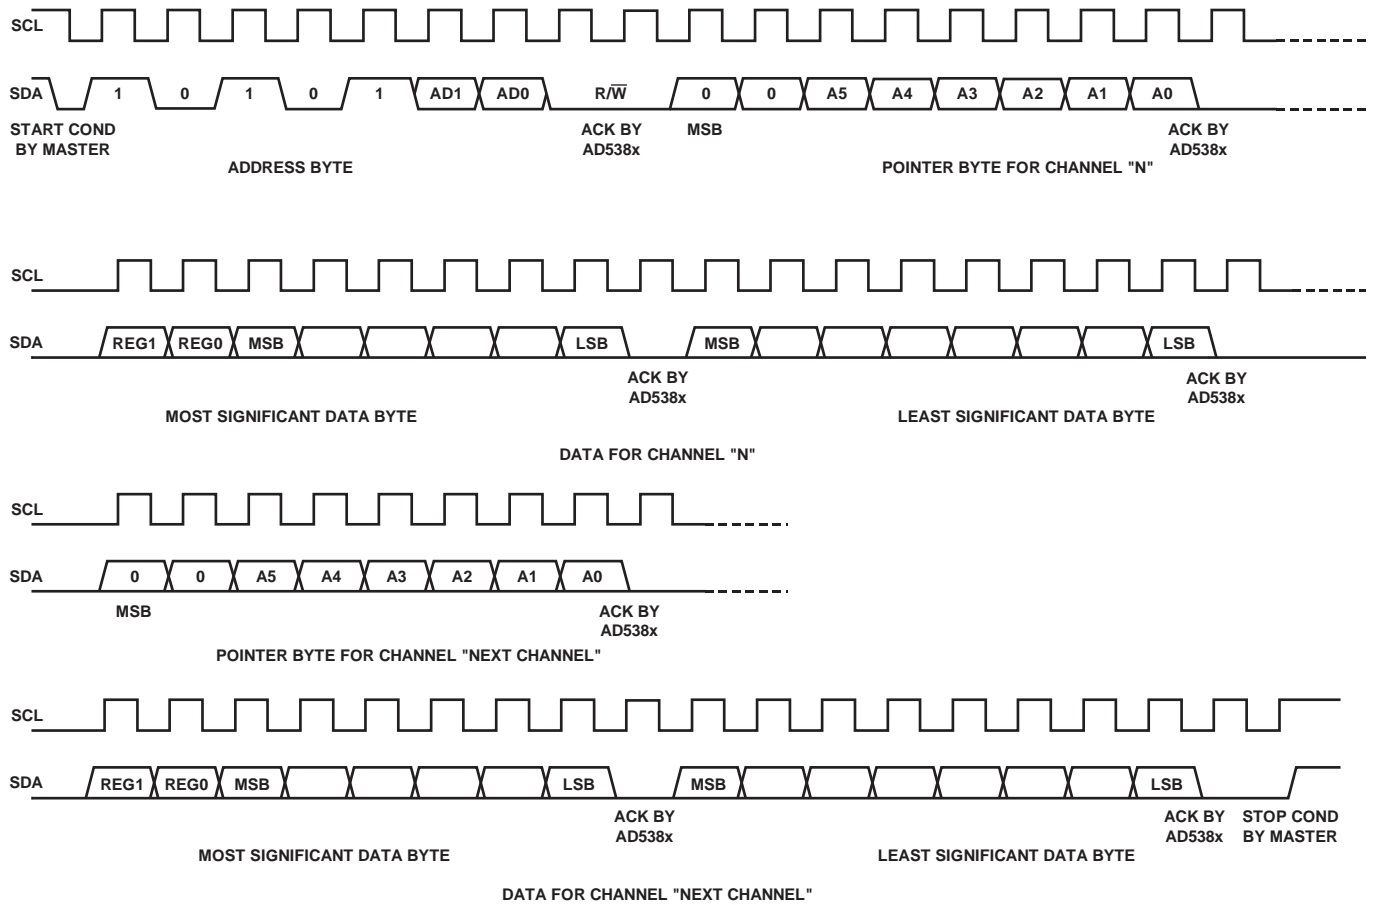 SCL
SDA 1 0 1 0 1 AD1 AD0 R/W̅ 0 0 A5 A4 A3 A2 A1 A0
START COND BY MASTER
ACK BY AD538x
MSB
ACK BY AD538x
ADDRESS BYTE
POINTER BYTE FOR CHANNEL "N"
SCL
SDA REG1 REG0 MSB LSB MSB LSB
ACK BY AD538x
ACK BY AD538x
MOST SIGNIFICANT DATA BYTE
LEAST SIGNIFICANT DATA BYTE
DATA FOR CHANNEL "N"
SCL
SDA 0 0 A5 A4 A3 A2 A1 A0
MSB
ACK BY AD538x
POINTER BYTE FOR CHANNEL "NEXT CHANNEL"
SCL
SDA REG1 REG0 MSB LSB MSB LSB
ACK BY AD538x
ACK BY AD538x
STOP COND BY MASTER
MOST SIGNIFICANT DATA BYTE
LEAST SIGNIFICANT DATA BYTE
DATA FOR CHANNEL "NEXT CHANNEL"